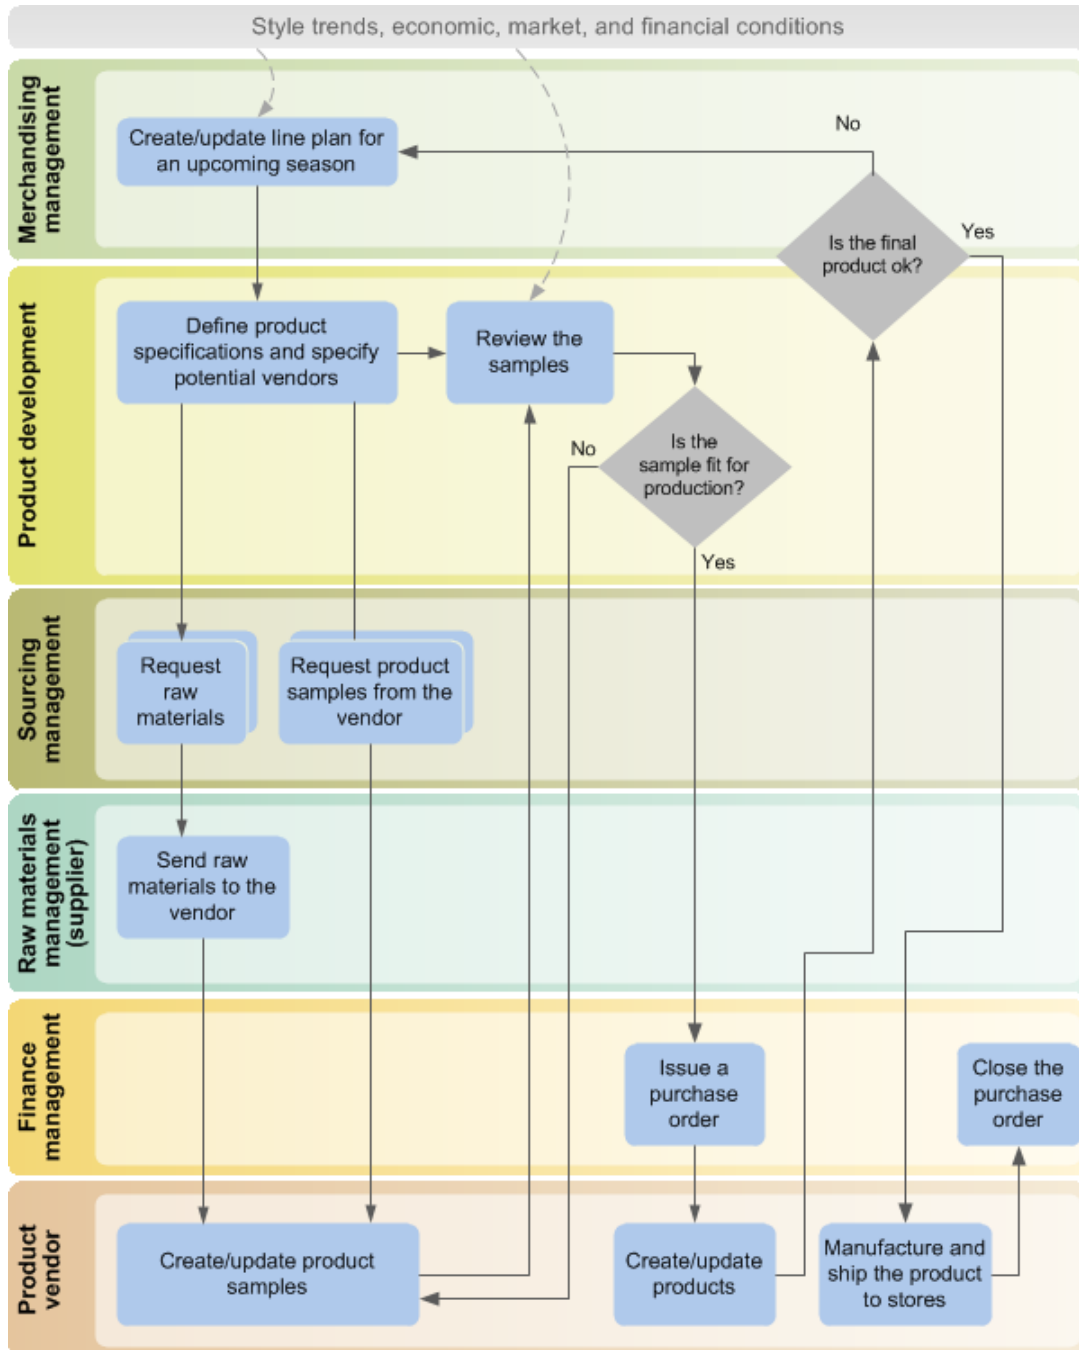 Style trends, economic, market, and financial conditions
Merchandising
management
Create/update line plan for
an upcoming season
No
Is the final
product ok?
Yes
Product development
Define product
specifications and specify
potential vendors
Review the
samples
Is the
sample fit for
production?
No
Yes
Sourcing
management
Request
raw
materials
Request product
samples from the
vendor
Raw materials
management
(supplier)
Send raw
materials to the
vendor
Finance
management
Issue a
purchase
order
Close the
purchase
order
Product
vendor
Create/update product
samples
Create/update
products
Manufacture and
ship the product
to stores